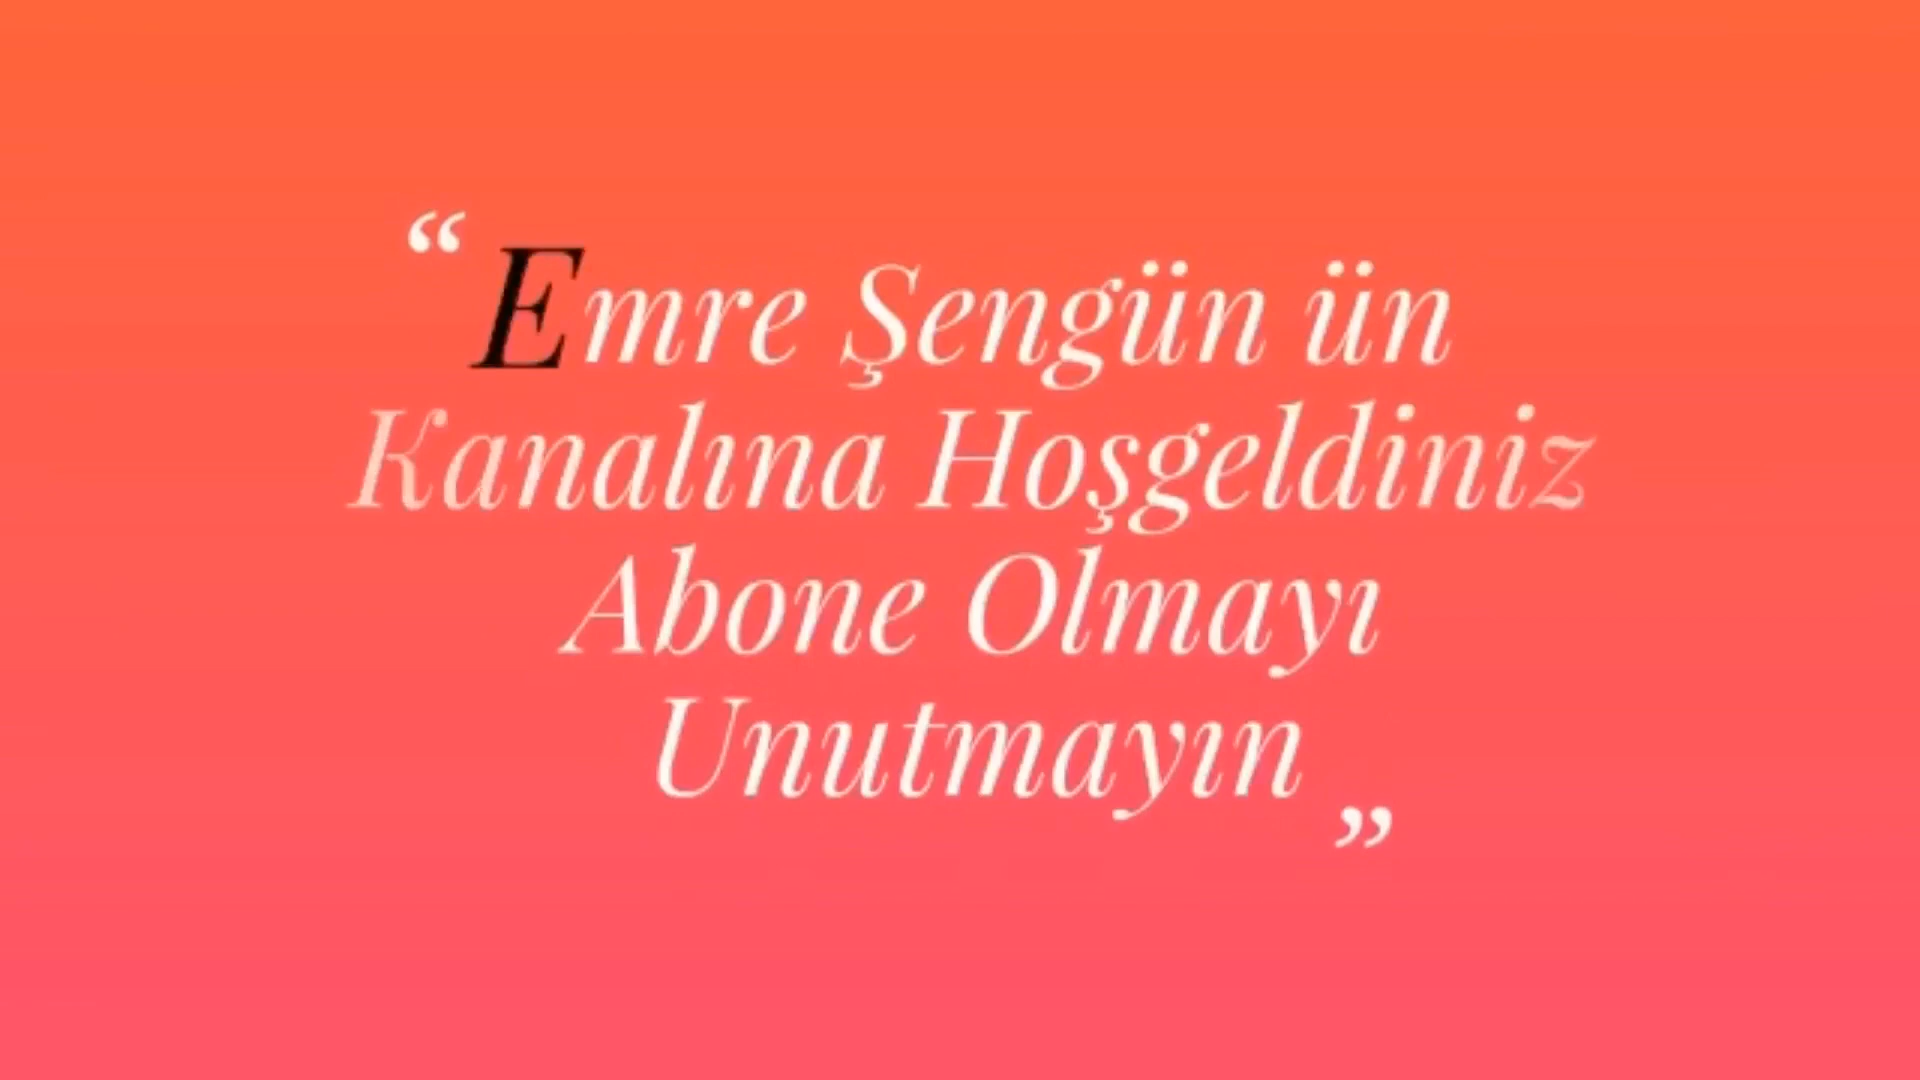 “Emre Şengün ün
Kanalına Hoşgeldiniz
Abone Olmayı
Unutmayın”